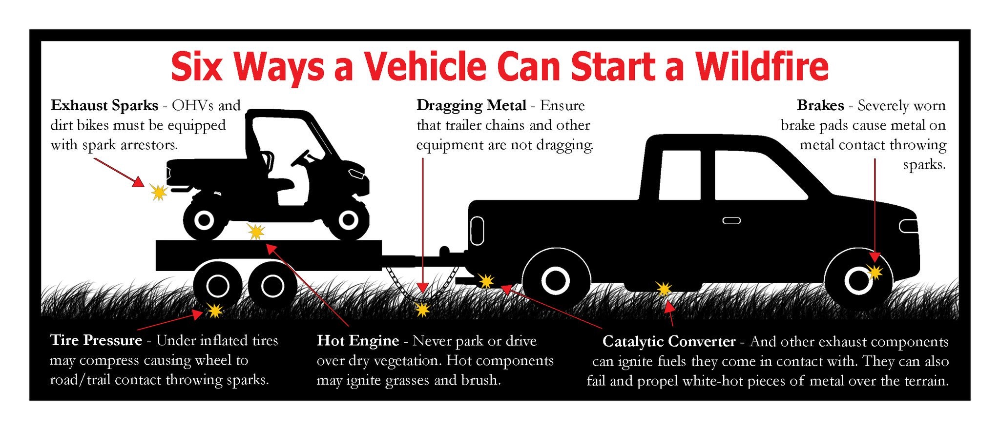 Six Ways a Vehicle Can Start a Wildfire
Exhaust Sparks - OHVs and
dirt bikes must be equipped
with spark arrestors.
Dragging Metal - Ensure
that trailer chains and other
equipment are not dragging.
Brakes - Severely worn
brake pads cause metal on
metal contact throwing
sparks.
Tire Pressure - Under inflated tires
may compress causing wheel to
road/trail contact throwing sparks.
Hot Engine - Never park or drive
over dry vegetation. Hot components
may ignite grasses and brush.
Catalytic Converter - And other exhaust components
can ignite fuels they come in contact with. They can also
fail and propel white-hot pieces of metal over the terrain.